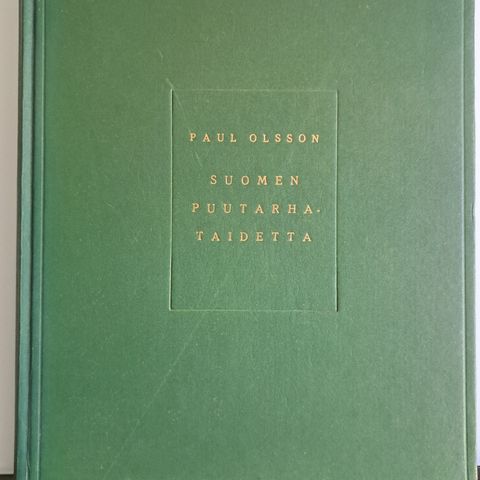 PAUL OLSSON
SUOMEN
PUUTARHA-
TAIDETTA